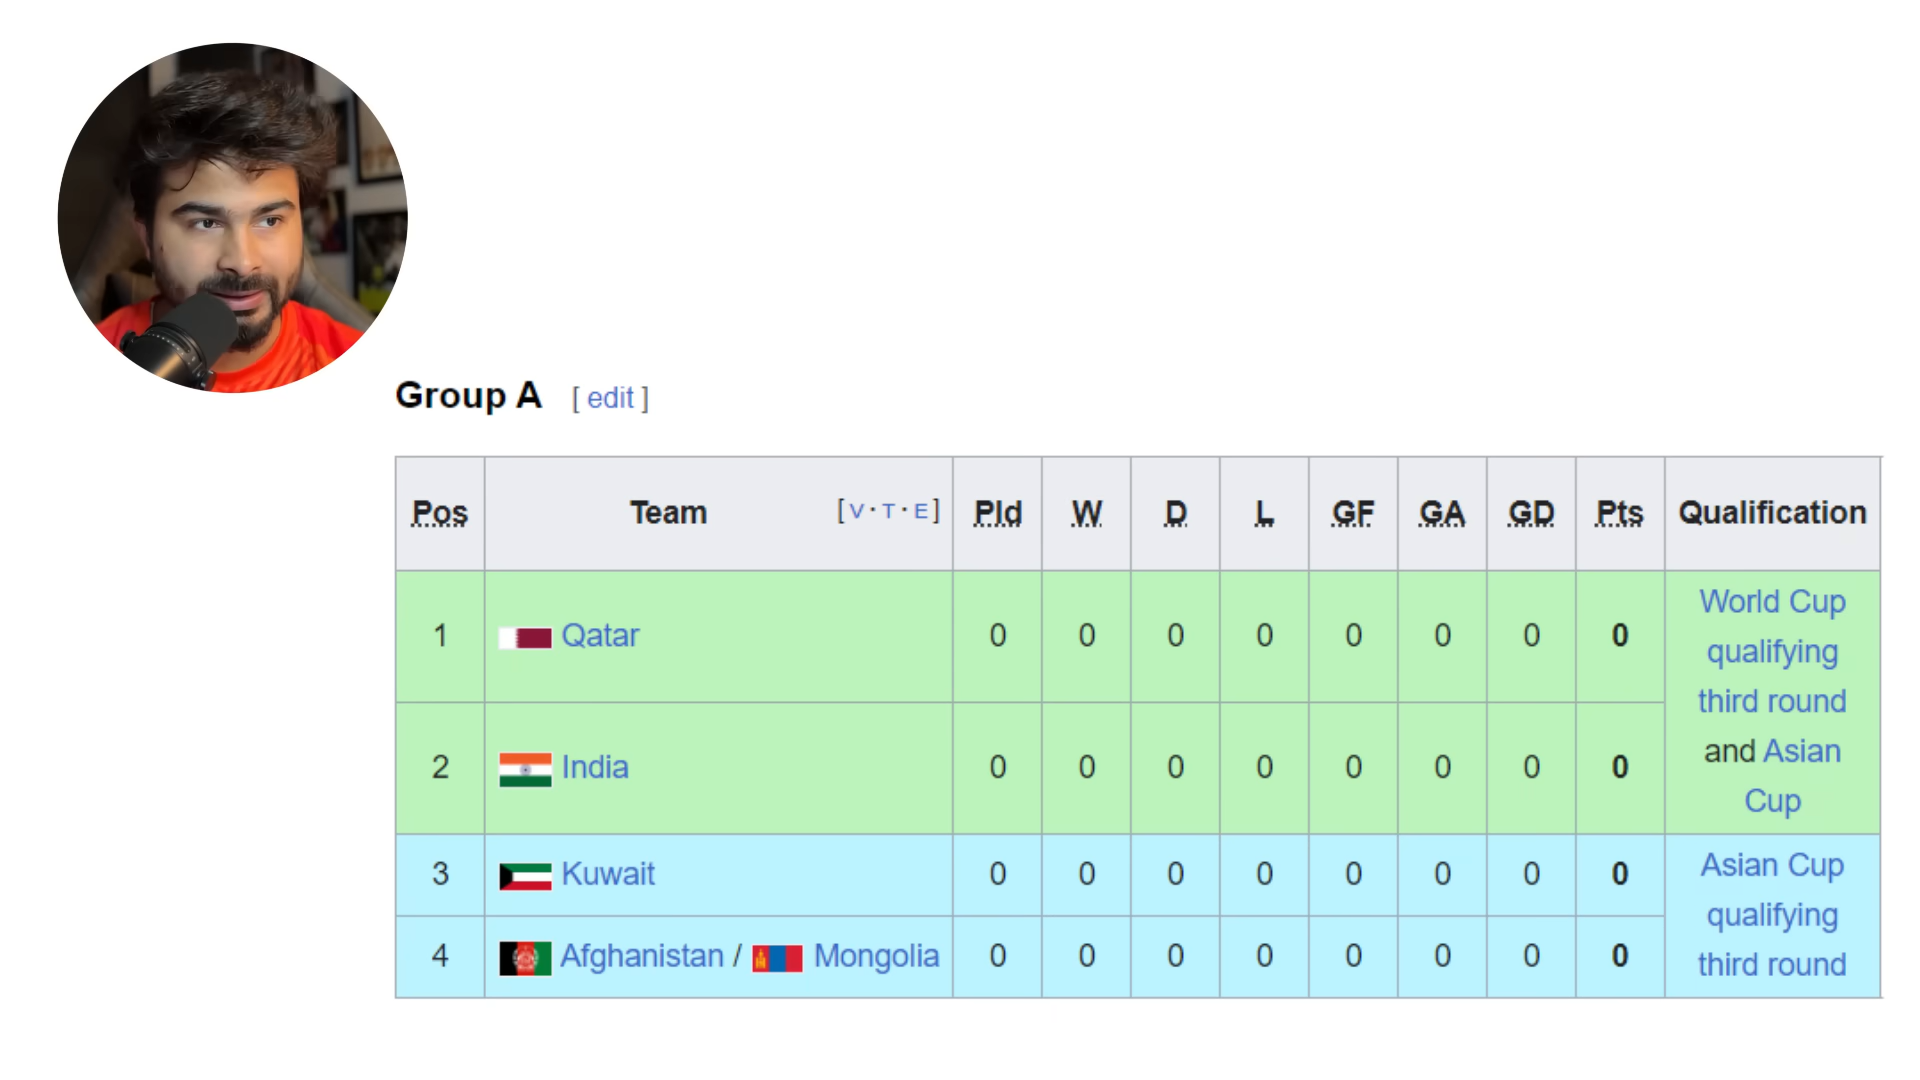 Group A [ edit ]
Pos Team [ V · T · E ] Pld W D L GF GA GD Pts Qualification
1 Qatar 0 0 0 0 0 0 0 0
World Cup
qualifying
third round
and Asian
Cup
2 India 0 0 0 0 0 0 0 0
3 Kuwait 0 0 0 0 0 0 0 0
Asian Cup
qualifying
third round
4 Afghanistan / Mongolia 0 0 0 0 0 0 0 0